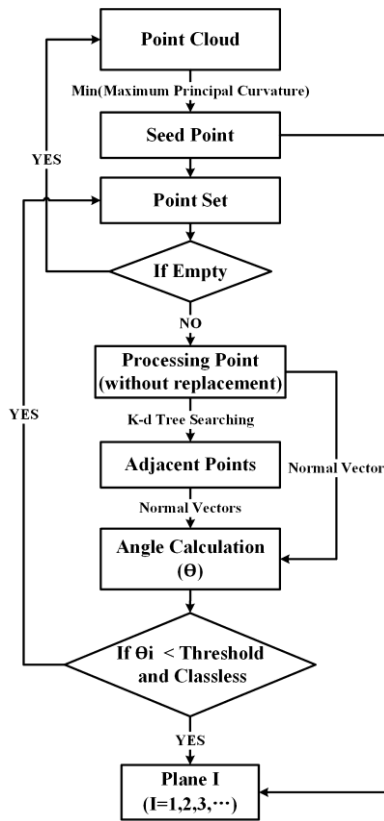 Point Cloud
Min(Maximum Principal Curvature)
Seed Point
YES
Point Set
If Empty
NO
Processing Point
(without replacement)
YES
K-d Tree Searching
Adjacent Points
Normal Vector
Normal Vectors
Angle Calculation
(Θ)
If Θi < Threshold
and Classless
YES
Plane I
(I=1,2,3,⋯)